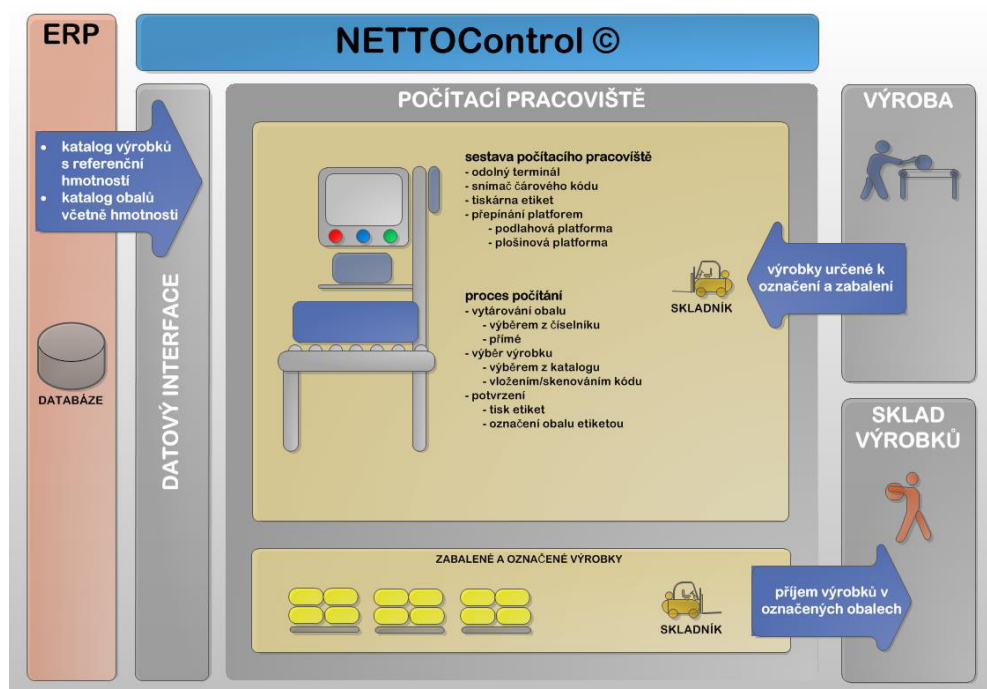 ERP
NETTOControl ©
• katalog výrobků
s referenční
hmotností
• katalog obalů
včetně hmotnosti
DATABÁZE
DATOVÝ INTERFACE
POČÍTACÍ PRACOVIŠTĚ
sestava počítacího pracovíště
- odolný terminál
- snímač čárového kódu
- tiskárna etiket
- přepínání platforem
- podlahová platforma
- plošinová platforma
proces počítání
- vytárování obalu
- výběrem z číselníku
- přímé
- výběr výrobku
- výběrem z katalogu
- vložením/skenováním kódu
- potvrzení
- tisk etiket
- označení obalu etiketou
SKLADNÍK
VÝROBA
výrobky určené k
označení a zabalení
SKLAD
VÝROBKŮ
ZABALENÉ A OZNAČENÉ VÝROBKY
SKLADNÍK
příjem výrobků v
označených obalech